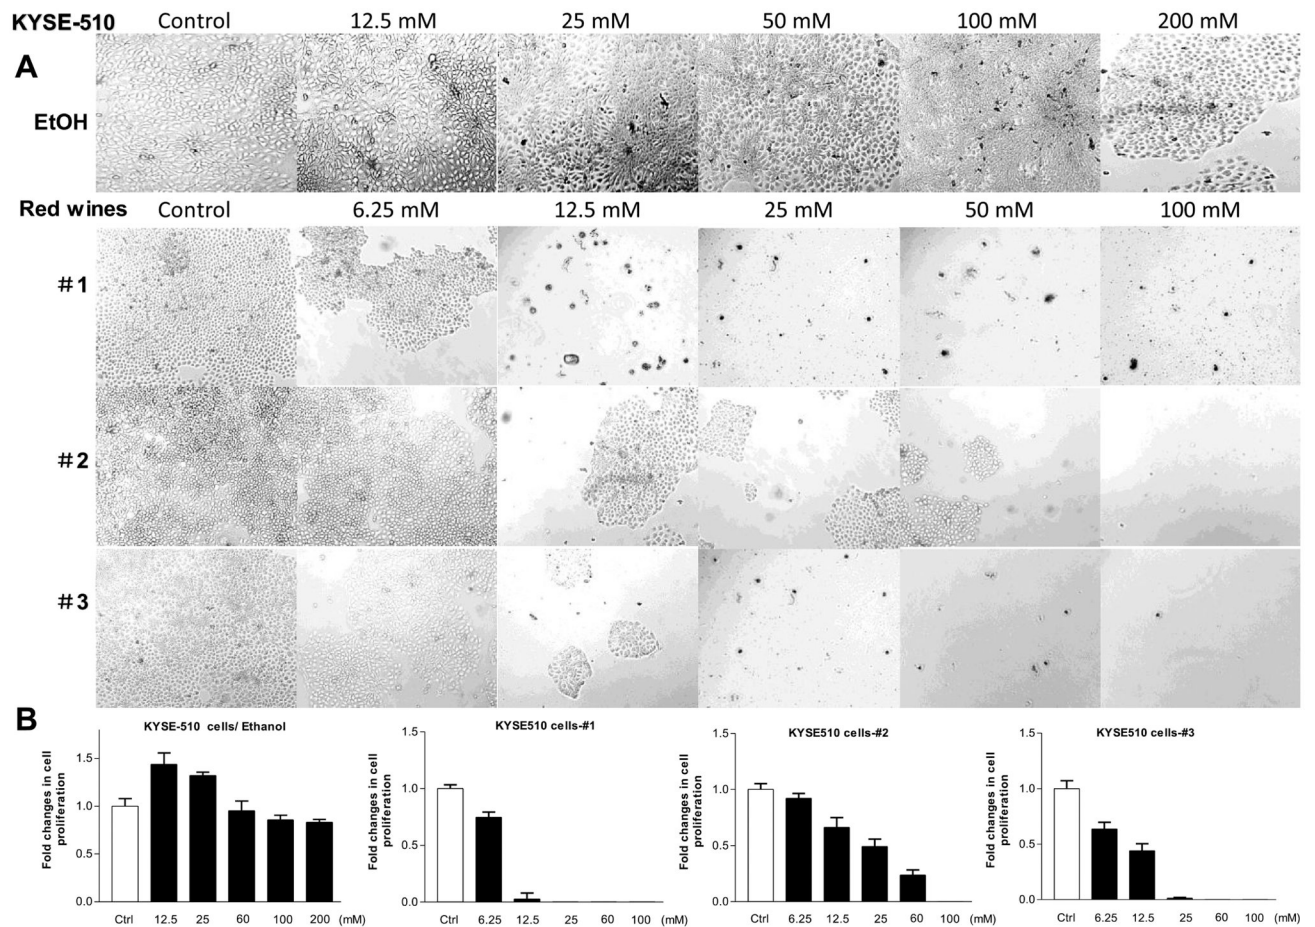 KYSE-510 Control 12.5 mM 25 mM 50 mM 100 mM 200 mM
A
EtOH
Red wines Control 6.25 mM 12.5 mM 25 mM 50 mM 100 mM
#1
#2
#3
B
KYSE-510 cells/ Ethanol
Fold changes in cell
proliferation
1.5
1.0
0.5
0.0
Ctrl 12.5 25 60 100 200 (mM)
KYSE510 cells-#1
Fold changes in cell
proliferation
1.5
1.0
0.5
0.0
Ctrl 6.25 12.5 25 60 100 (mM)
KYSE510 cells-#2
Fold changes in cell
proliferation
1.5
1.0
0.5
0.0
Ctrl 6.25 12.5 25 60 100 (mM)
KYSE510 cells-#3
Fold changes in cell
proliferation
1.5
1.0
0.5
0.0
Ctrl 6.25 12.5 25 60 100 (mM)